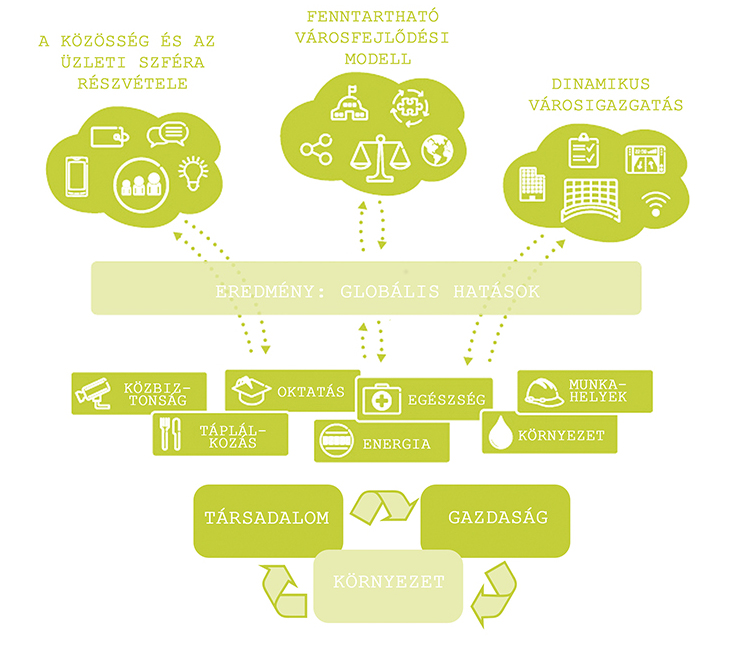 A KÖZÖSSÉG ÉS AZ
ÜZLETI SZFÉRA
RÉSZVÉTELE
FENNTARTHATÓ
VÁROSFEJLŐDÉSI
MODELL
DINAMIKUS
VÁROSIGAZGATÁS
EREDMÉNY: GLOBÁLIS HATÁSOK
KÖZBIZ-
TONSÁG
OKTATÁS
EGÉSZSÉG
MUNKA-
HELYEK
TÁPLÁL-
KOZÁS
ENERGIA
KÖRNYEZET
TÁRSADALOM
GAZDASÁG
KÖRNYEZET